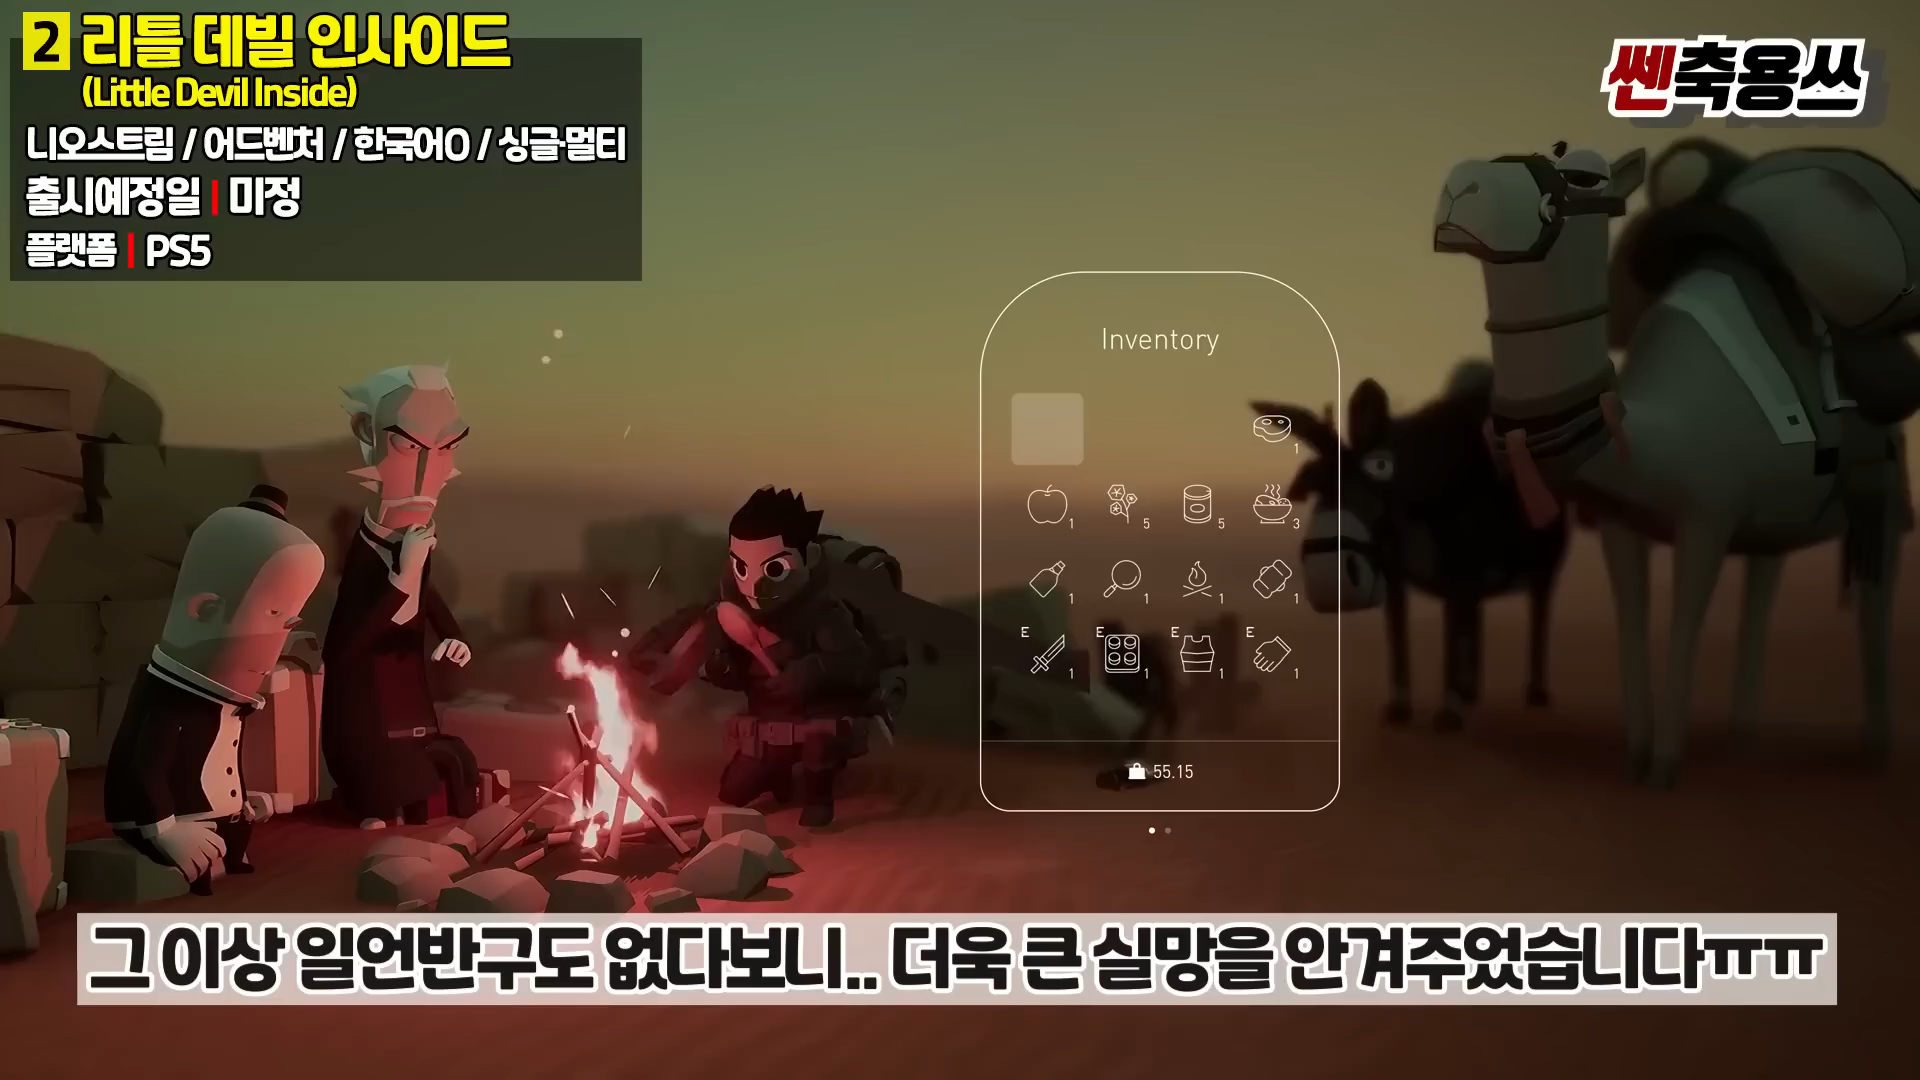 2 리틀 데빌 인사이드
(Little Devil Inside)
니오스트림 / 어드벤처 / 한국어O / 싱글·멀티
출시예정일 | 미정
플랫폼 | PS5
쎈축용쓰
Inventory
1
1 5 5 3
1 1 1 1
E E E E
1 1 1 1
55.15
그 이상 일언반구도 없다보니.. 더욱 큰 실망을 안겨주었습니다ㅠㅠ